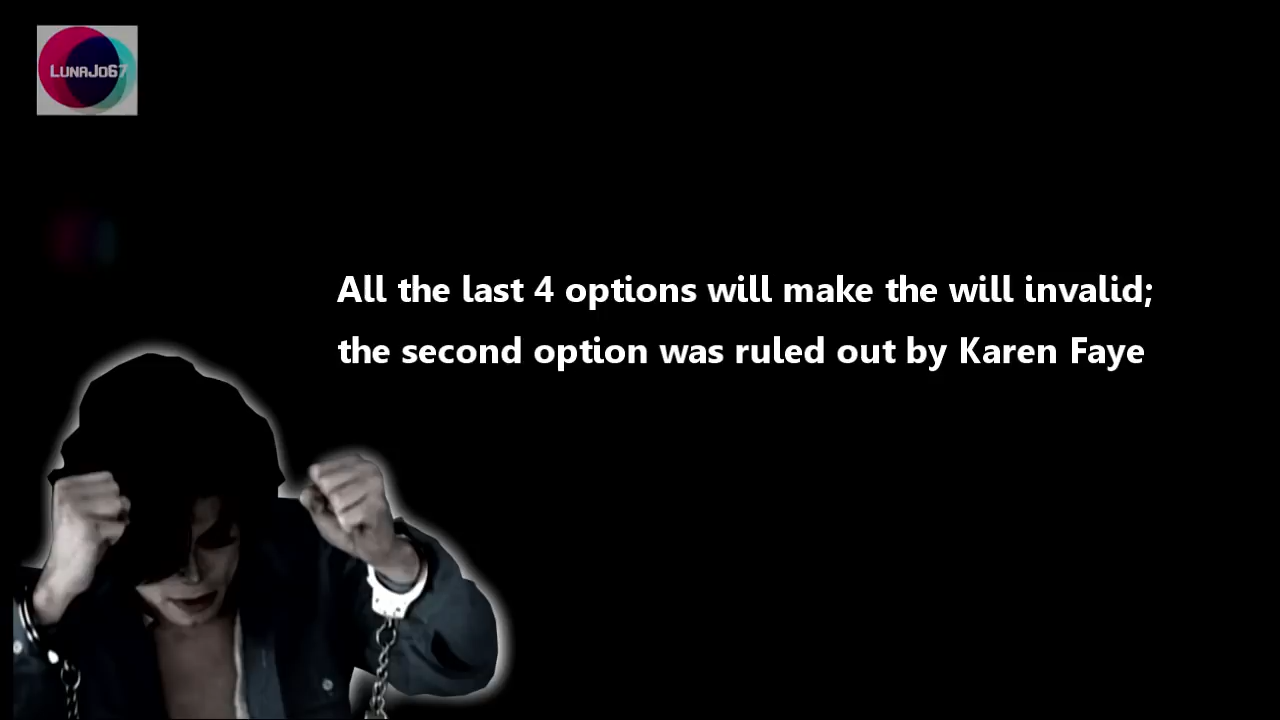 LunaJo67
All the last 4 options will make the will invalid;
the second option was ruled out by Karen Faye